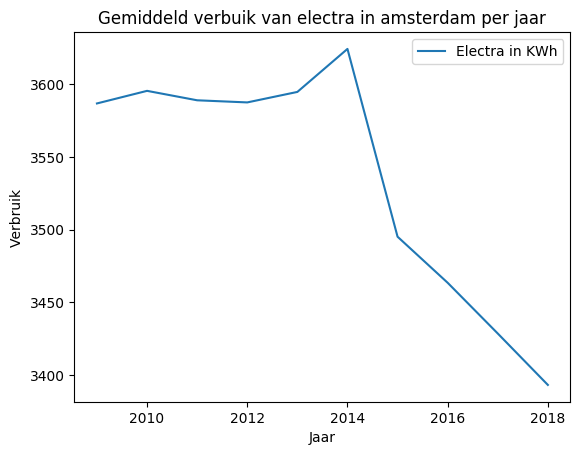 Gemiddeld verbuik van electra in amsterdam per jaar
Electra in KWh
3600
3550
3500
3450
3400
Verbruik
2010 2012 2014 2016 2018
Jaar